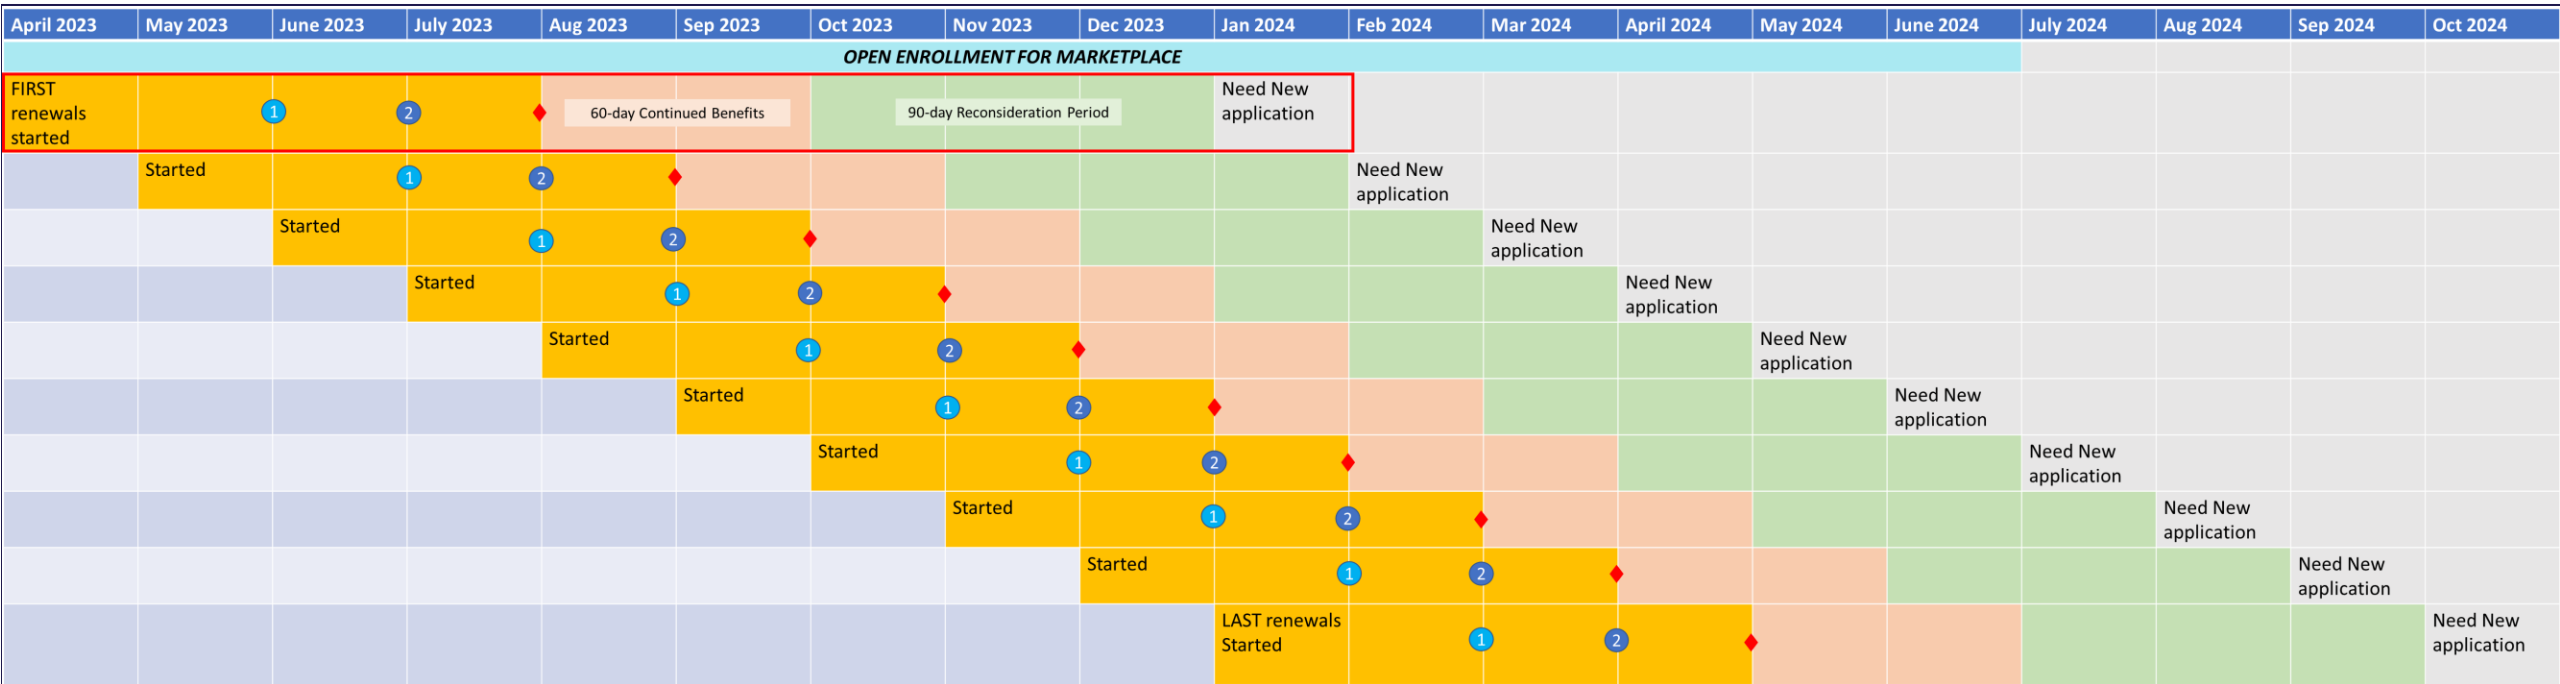 April 2023 May 2023 June 2023 July 2023 Aug 2023 Sep 2023 Oct 2023 Nov 2023 Dec 2023 Jan 2024 Feb 2024 Mar 2024 April 2024 May 2024 June 2024 July 2024 Aug 2024 Sep 2024 Oct 2024
OPEN ENROLLMENT FOR MARKETPLACE
FIRST
renewals
started
1 2
60-day Continued Benefits
90-day Reconsideration Period
Need New
application
Started
1 2
Need New
application
Started
1 2
Need New
application
Started
1 2
Need New
application
Started
1 2
Need New
application
Started
1 2
Need New
application
Started
1 2
Need New
application
Started
1 2
Need New
application
Started
1 2
Need New
application
LAST renewals
Started
1 2
Need New
application